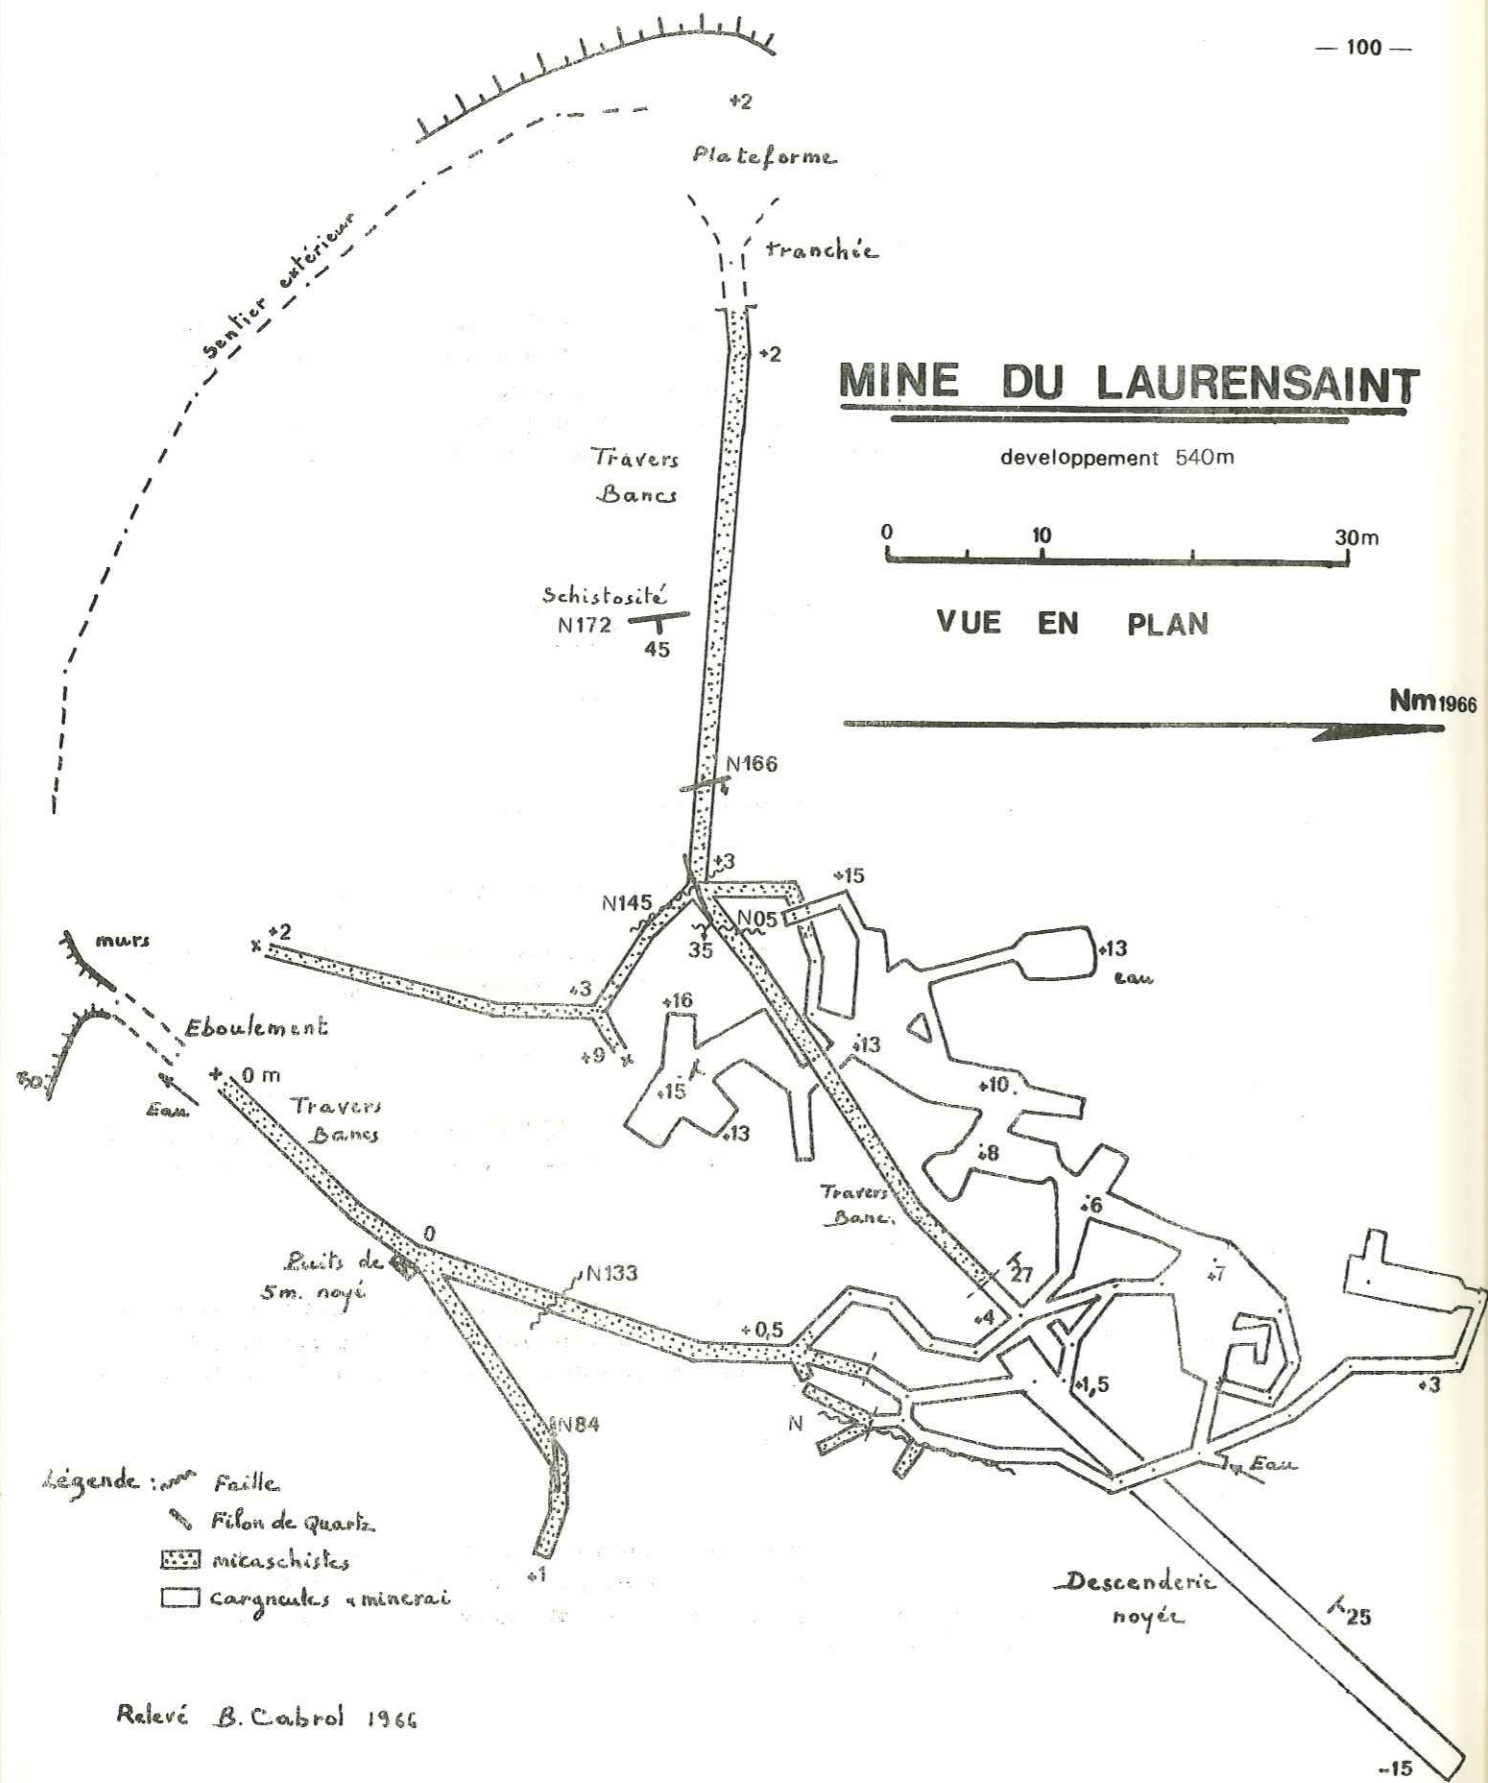 — 100 —
+2
Plateforme
tranchée
Sentier extérieur
+2
MINE DU LAURENSAINT
developpement 540m
Travers
Bancs
0 10 30m
Schistosité
N172
45
VUE EN PLAN
Nm 1966
N166
+3
+15
N145
N05
35
+2
murs
+13
eau
+3
+16
Eboulement
+9
+13
+15
+10
0 m
Eau
Travers
Bancs
+13
+8
Travers
Banc.
+6
0
Puits de
5m. noyé
N133
27
+7
+4
+0,5
+1,5
+3
N84
N
Eau
Légende :
Faille
Filon de Quartz
micaschistes
Cargneules & minerai
+1
Descenderie
noyée
25
Relevé B. Cabrol 1966
-15